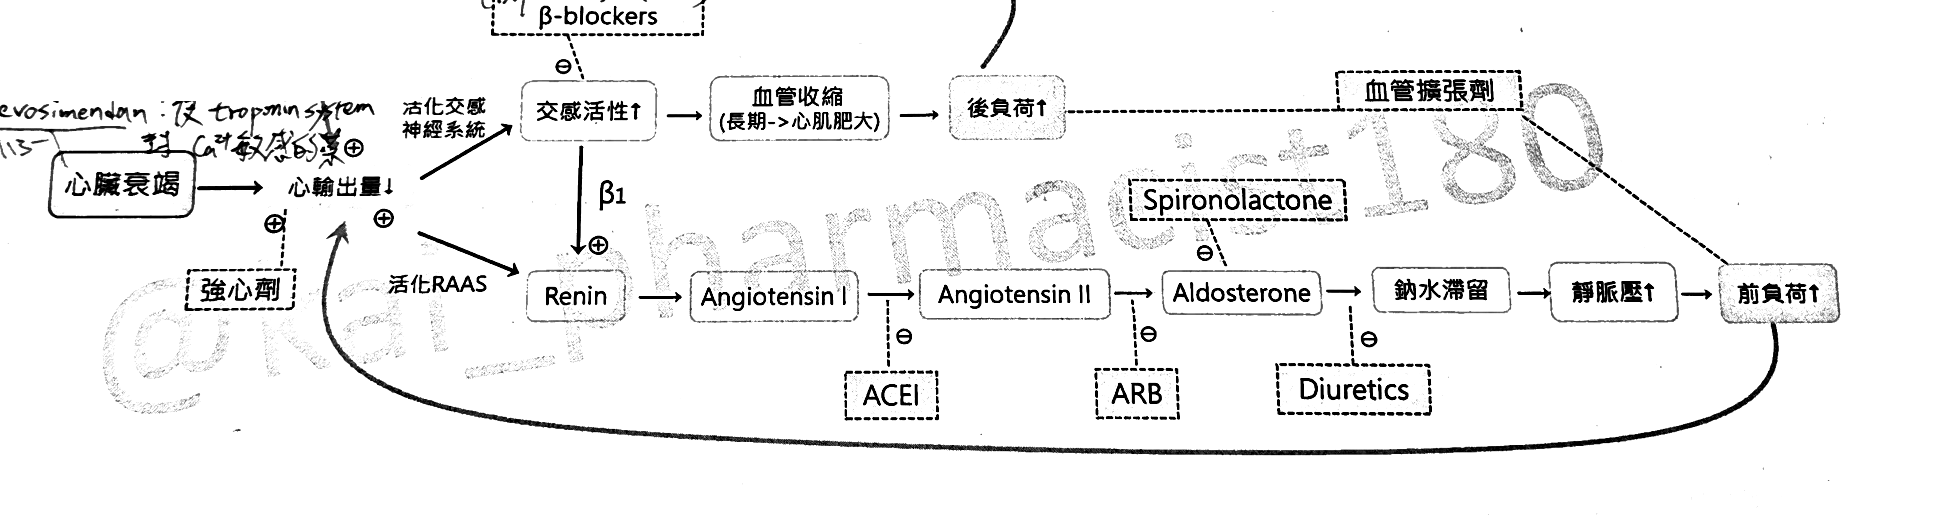 β-blockers
⊖
evosimendan：使 troponin system
對 Ca²⁺敏感的藥
113-
心臟衰竭
⊕
心輸出量↓
⊕
⊕
強心劑
活化交感
神經系統
活化RAAS
交感活性↑
血管收縮
(長期->心肌肥大)
後負荷↑
血管擴張劑
β1
⊕
Spironolactone
⊖
Renin
Angiotensin I
Angiotensin II
Aldosterone
鈉水滯留
靜脈壓↑
前負荷↑
⊖
⊖
⊖
ACEI
ARB
Diuretics
@kai_pharmacist180